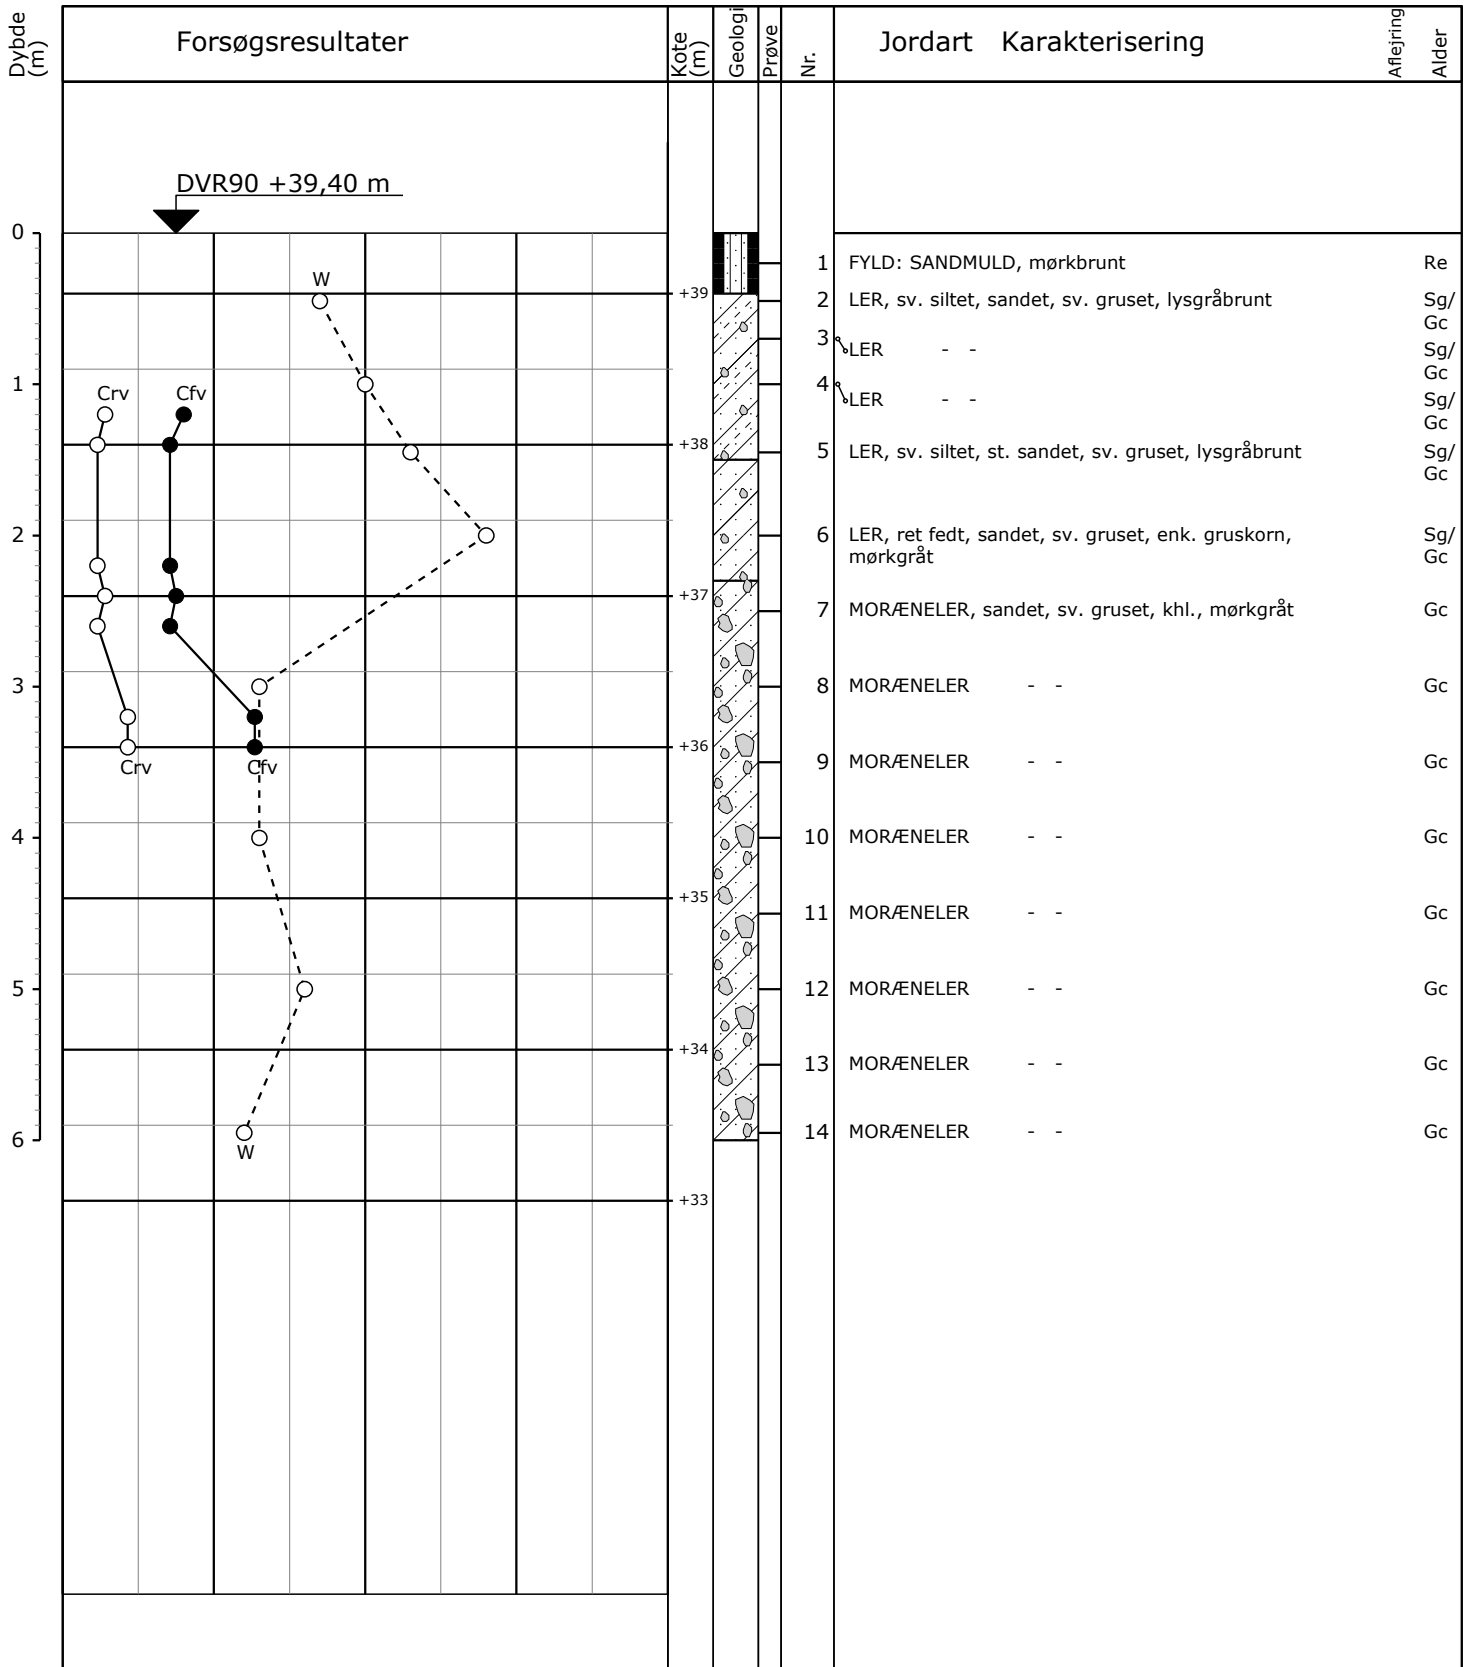 Dybde (m)
Forsøgsresultater
Kote (m)
Geologi
Prøve
Nr.
Jordart Karakterisering
Aflejring
Alder
DVR90 +39,40 m
0
W
1 FYLD: SANDMULD, mørkbrunt Re
+39
2 LER, sv. siltet, sandet, sv. gruset, lysgråbrunt Sg/
Gc
3 LER - - Sg/
Gc
1
Crv Cfv
4 LER - - Sg/
Gc
+38
5 LER, sv. siltet, st. sandet, sv. gruset, lysgråbrunt Sg/
Gc
2
6 LER, ret fedt, sandet, sv. gruset, enk. gruskorn, Sg/
mørkgråt Gc
+37
7 MORÆNELER, sandet, sv. gruset, khl., mørkgråt Gc
3
8 MORÆNELER - - Gc
+36
Crv Cfv
9 MORÆNELER - - Gc
4
10 MORÆNELER - - Gc
+35
11 MORÆNELER - - Gc
5
12 MORÆNELER - - Gc
+34
13 MORÆNELER - - Gc
6
W
14 MORÆNELER - - Gc
+33